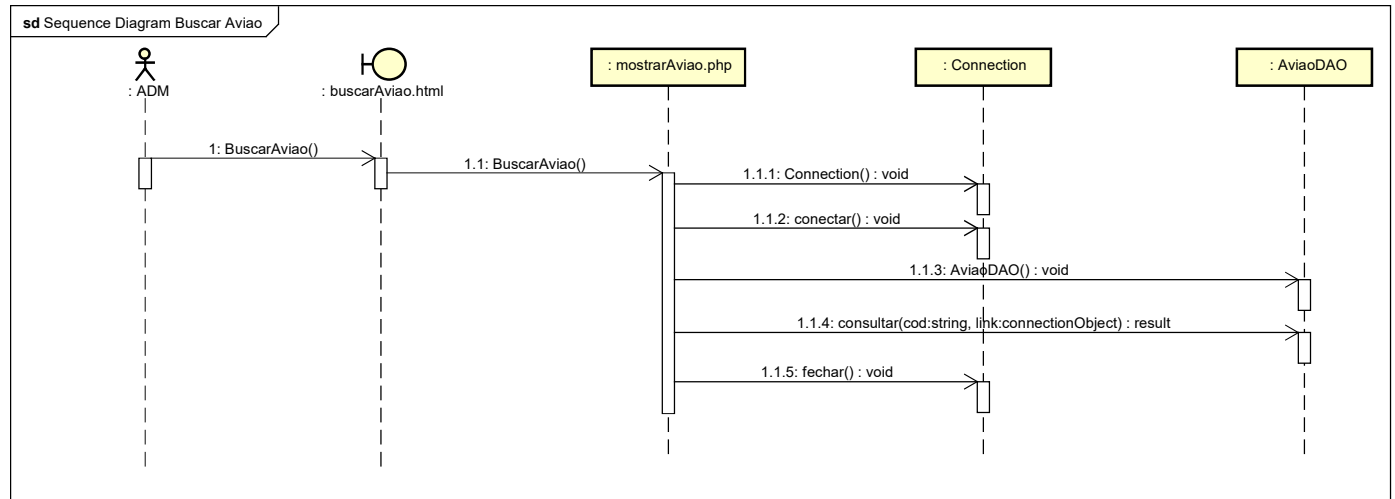 sd Sequence Diagram Buscar Aviao
: ADM
: buscarAviao.html
: mostrarAviao.php
: Connection
: AviaoDAO
1: BuscarAviao()
1.1: BuscarAviao()
1.1.1: Connection() : void
1.1.2: conectar() : void
1.1.3: AviaoDAO() : void
1.1.4: consultar(cod:string, link:connectionObject) : result
1.1.5: fechar() : void